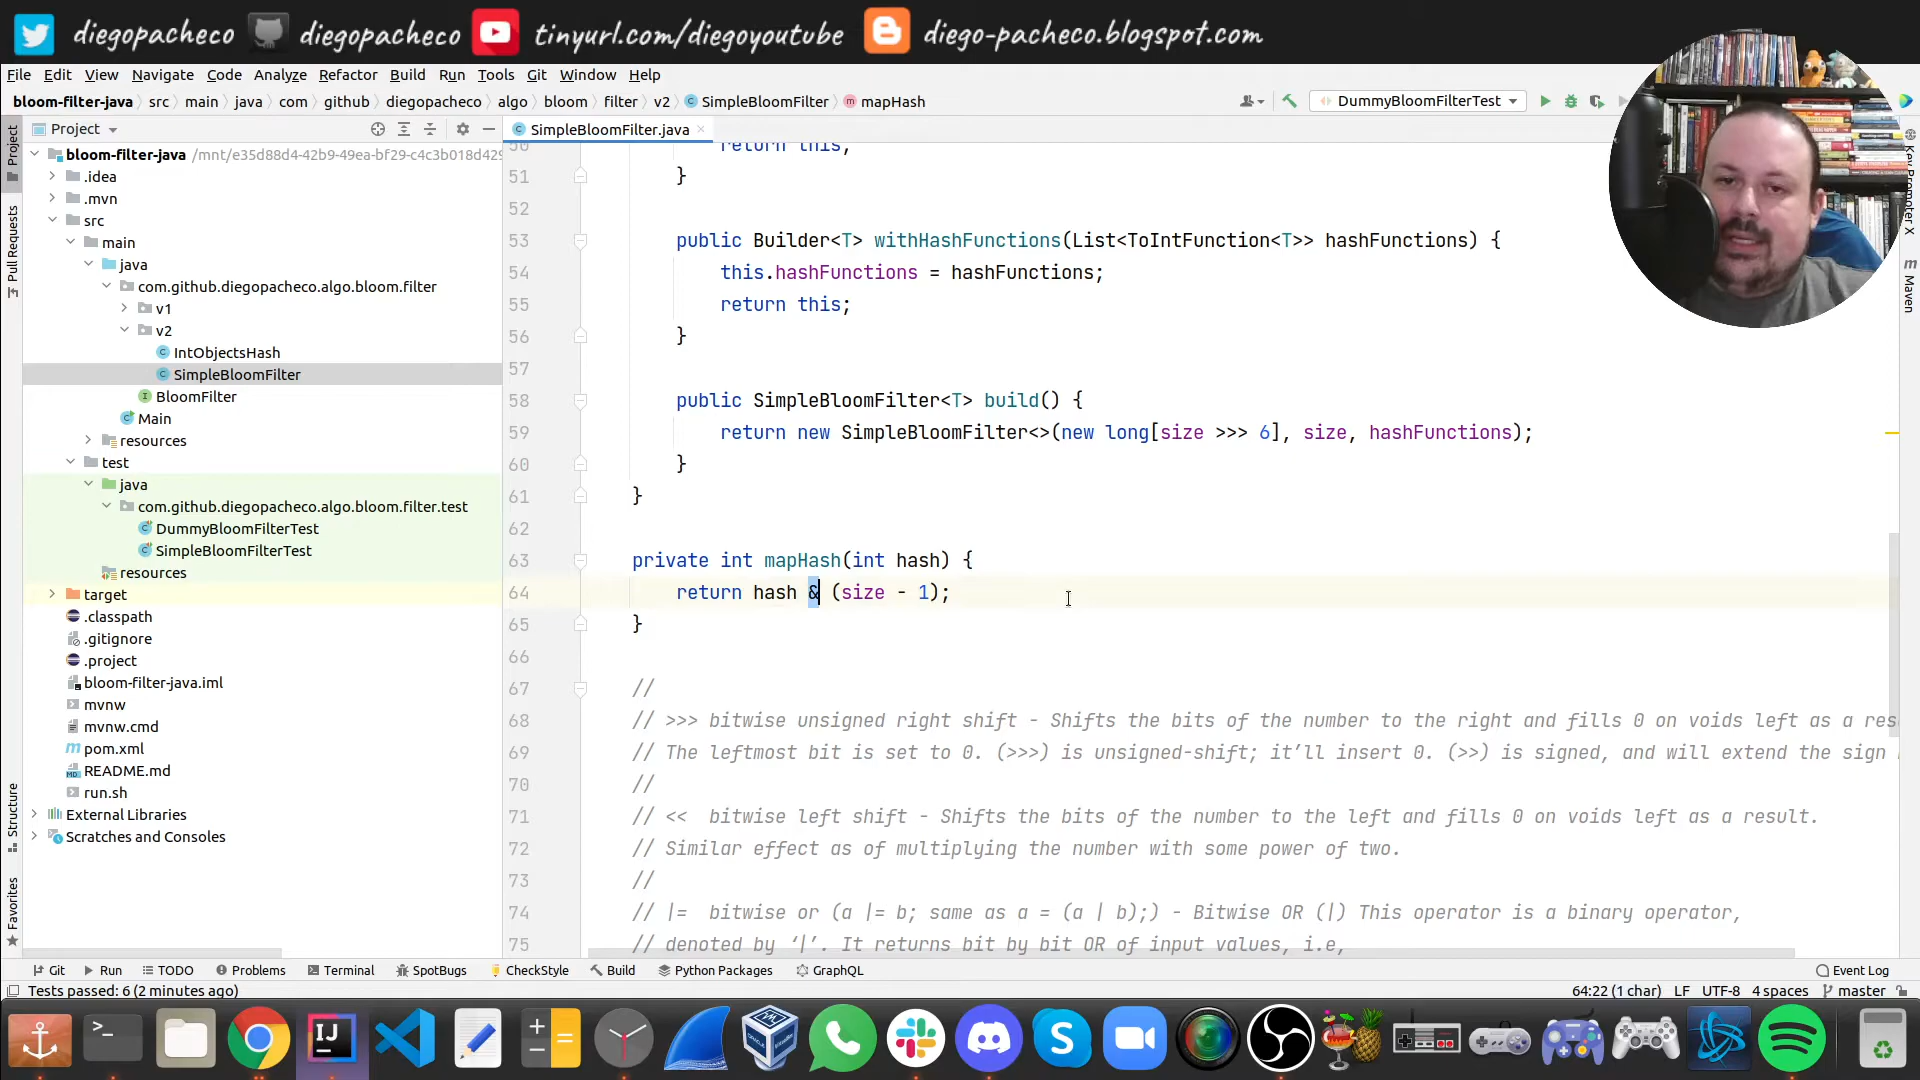 diegopacheco diegopacheco tinyurl.com/diegoyoutube diego-pacheco.blogspot.com
File Edit View Navigate Code Analyze Refactor Build Run Tools Git Window Help
bloom-filter-java src main java com github diegopacheco algo bloom filter v2 SimpleBloomFilter mapHash
DummyBloomFilterTest
Project
SimpleBloomFilter.java
bloom-filter-java /mnt/e35d88d4-42b9-49ea-bf29-c4c3b018d429
.idea
.mvn
src
main
java
com.github.diegopacheco.algo.bloom.filter
v1
v2
IntObjectsHash
SimpleBloomFilter
BloomFilter
Main
resources
test
java
com.github.diegopacheco.algo.bloom.filter.test
DummyBloomFilterTest
SimpleBloomFilterTest
resources
target
.classpath
.gitignore
.project
bloom-filter-java.iml
mvnw
mvnw.cmd
pom.xml
README.md
run.sh
External Libraries
Scratches and Consoles
Project
Pull Requests
Structure
Favorites
50 return this;
51 }
52
53 public Builder<T> withHashFunctions(List<ToIntFunction<T>> hashFunctions) {
54 this.hashFunctions = hashFunctions;
55 return this;
56 }
57
58 public SimpleBloomFilter<T> build() {
59 return new SimpleBloomFilter<>(new long[size >>> 6], size, hashFunctions);
60 }
61 }
62
63 private int mapHash(int hash) {
64 return hash & (size - 1);
65 }
66
67 //
68 // >>> bitwise unsigned right shift - Shifts the bits of the number to the right and fills 0 on voids left as a res
69 // The leftmost bit is set to 0. (>>>) is unsigned-shift; it’ll insert 0. (>>) is signed, and will extend the sign
70 //
71 // << bitwise left shift - Shifts the bits of the number to the left and fills 0 on voids left as a result.
72 // Similar effect as of multiplying the number with some power of two.
73 //
74 // |= bitwise or (a |= b; same as a = (a | b);) - Bitwise OR (|) This operator is a binary operator,
75 // denoted by ‘|’. It returns bit by bit OR of input values, i.e,
Key Promoter X
Maven
Git Run TODO Problems Terminal SpotBugs CheckStyle Build Python Packages GraphQL Event Log
Tests passed: 6 (2 minutes ago) 64:22 (1 char) LF UTF-8 4 spaces master